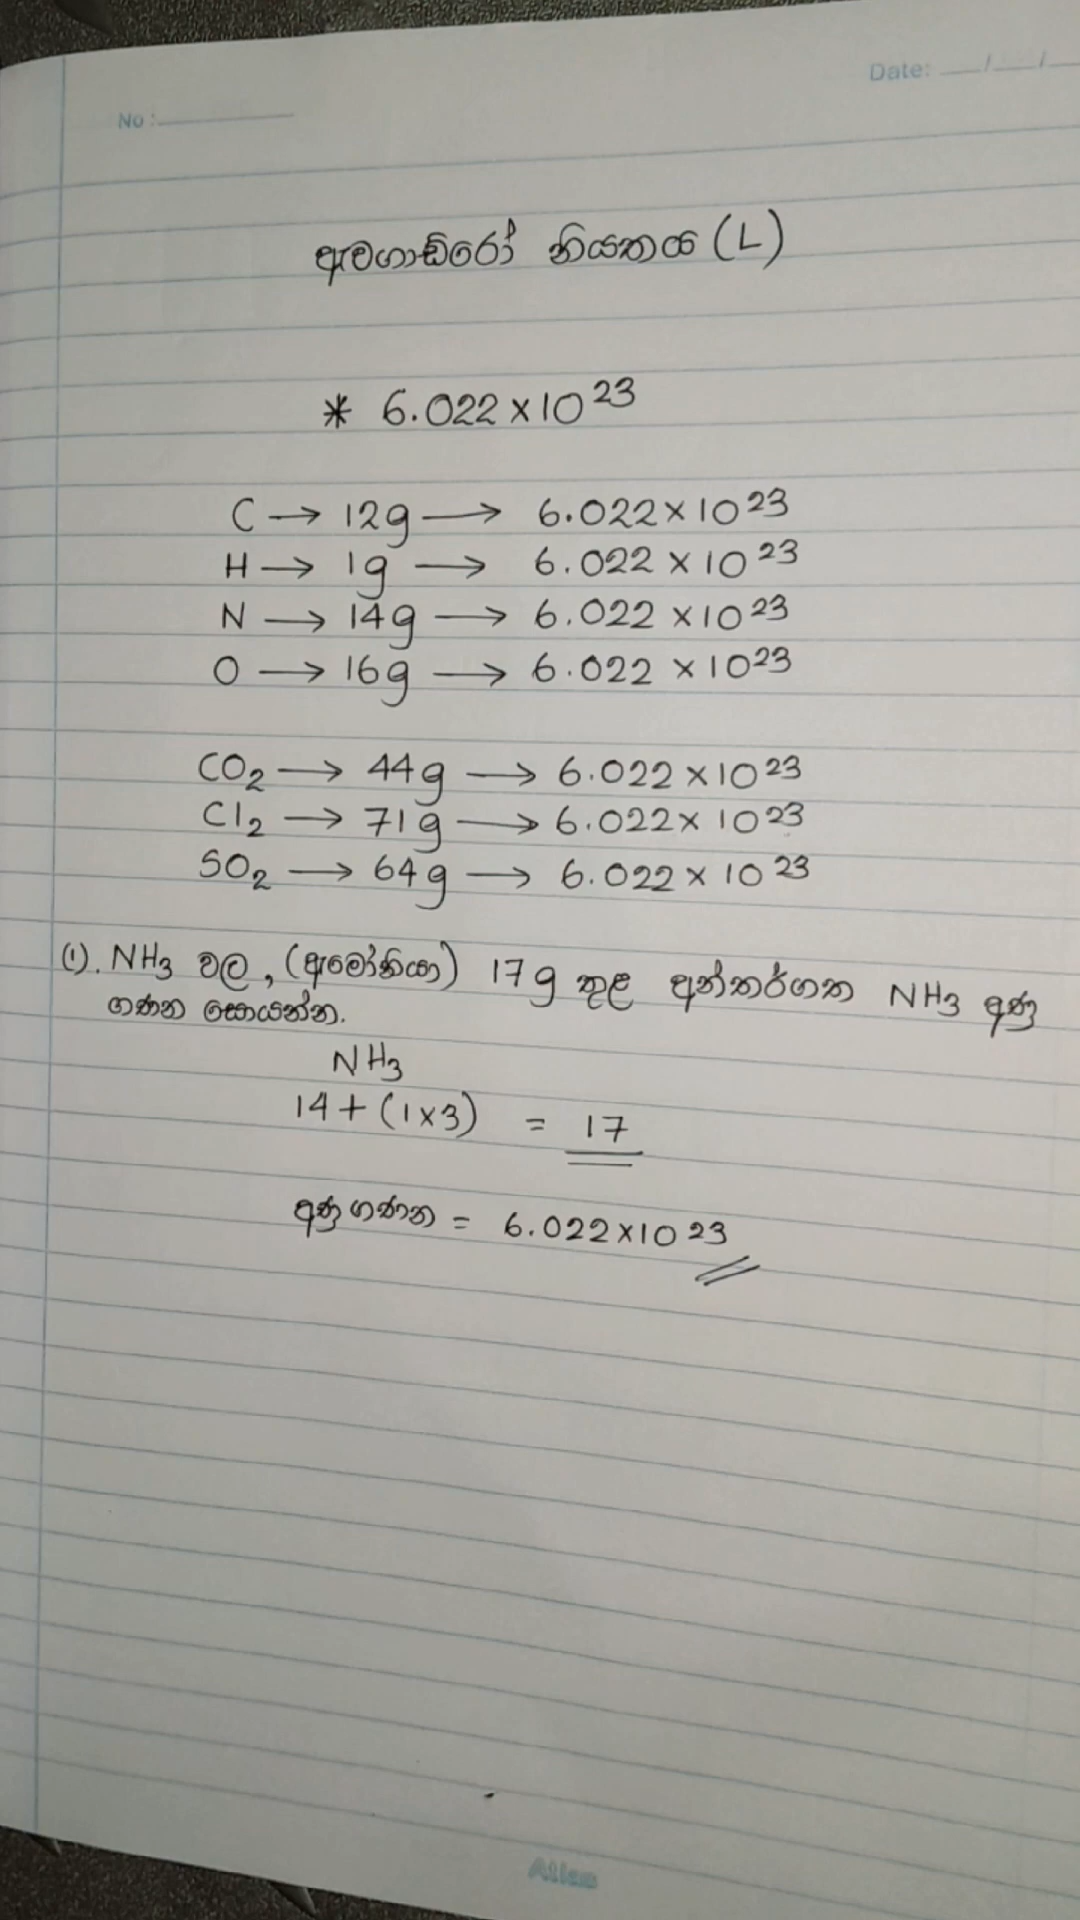 No :
Date: __/__/__
ඇවගාඩ්රෝ නියතය (L)
* 6.022 × 10²³
C → 12g → 6.022 × 10²³
H → 1g → 6.022 × 10²³
N → 14g → 6.022 × 10²³
O → 16g → 6.022 × 10²³
CO₂ → 44g → 6.022 × 10²³
Cl₂ → 71g → 6.022 × 10²³
SO₂ → 64g → 6.022 × 10²³
(1). NH₃ වල, (ඇමෝනියා) 17g තුළ අන්තර්ගත NH₃ අණු
ගණන සොයන්න.
NH₃
14 + (1×3) = 17
අණු ගණන = 6.022 × 10²³
Atlas